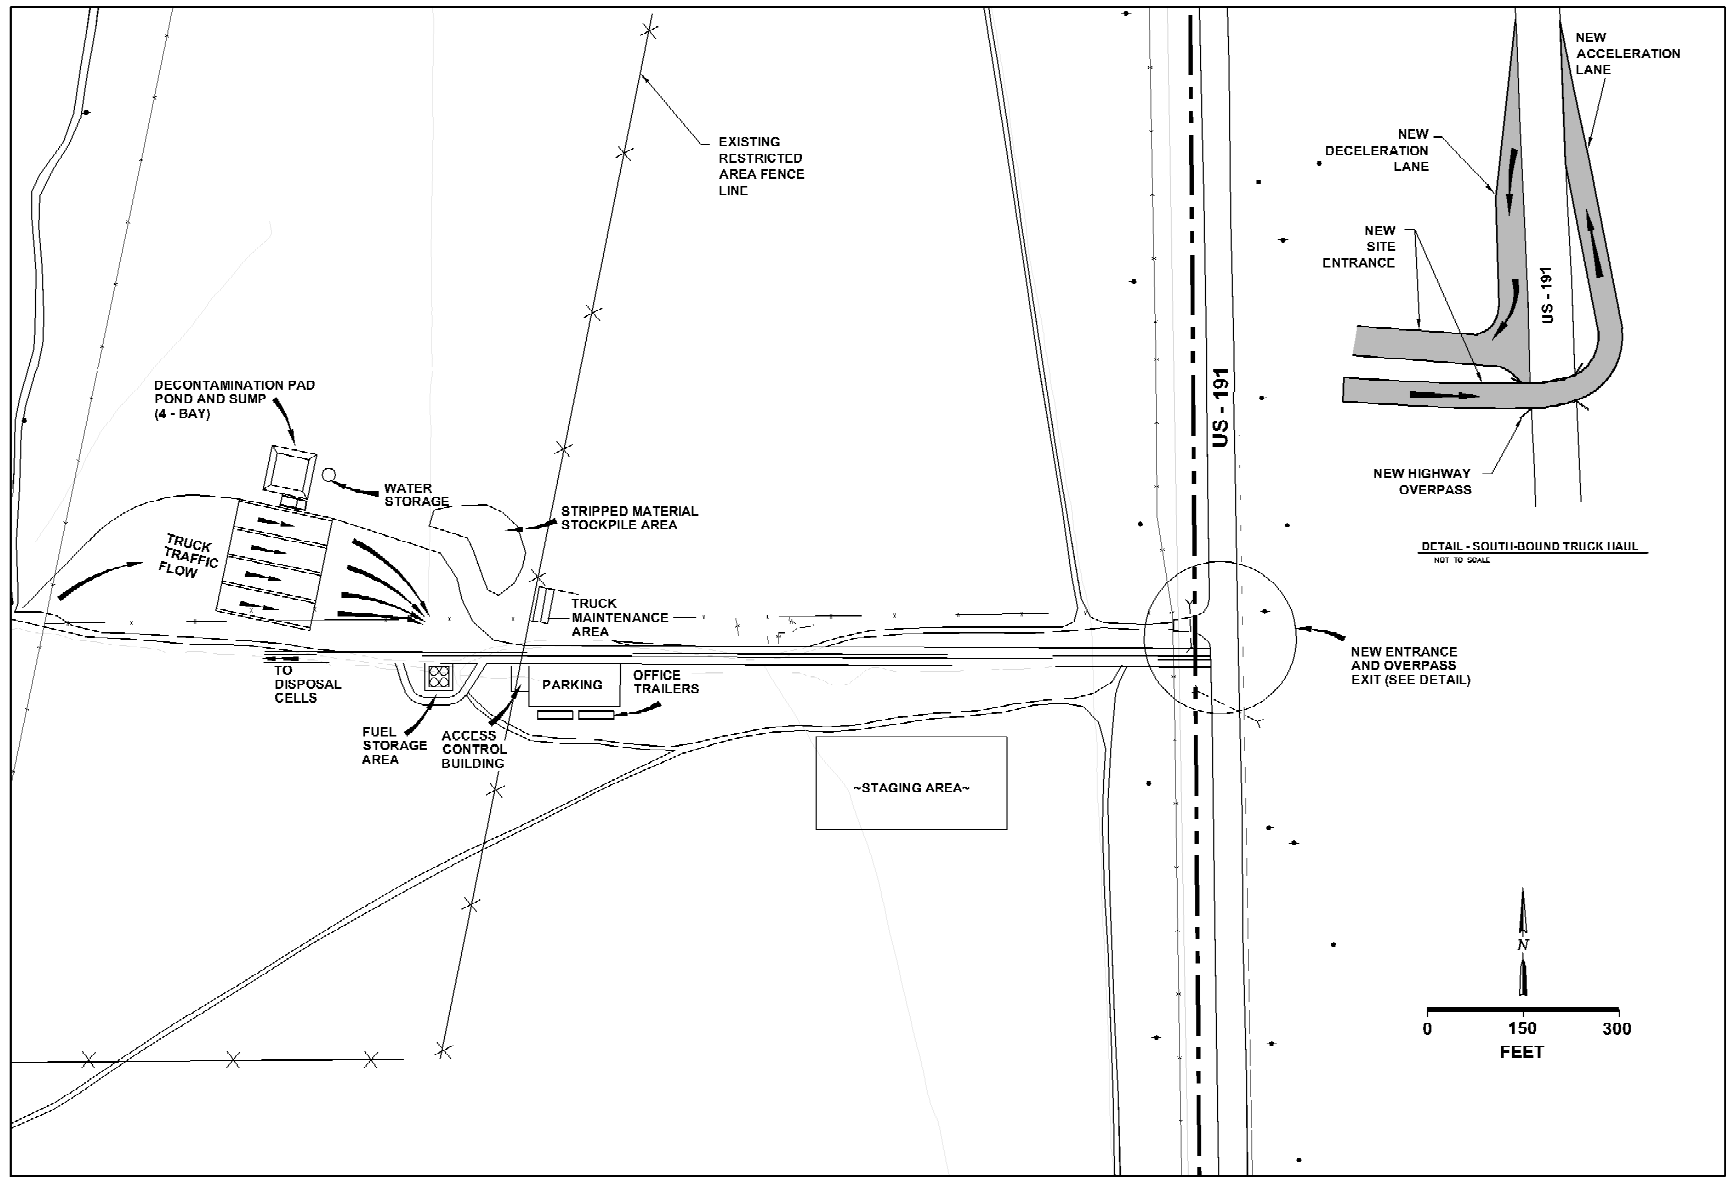 NEW
ACCELERATION
LANE
NEW
DECELERATION
LANE
NEW
SITE
ENTRANCE
US - 191
NEW HIGHWAY
OVERPASS
DETAIL - SOUTH-BOUND TRUCK HAUL
NOT TO SCALE
EXISTING
RESTRICTED
AREA FENCE
LINE
US - 191
DECONTAMINATION PAD
POND AND SUMP
(4 - BAY)
WATER
STORAGE
STRIPPED MATERIAL
STOCKPILE AREA
TRUCK
TRAFFIC
FLOW
TRUCK
MAINTENANCE
AREA
TO
DISPOSAL
CELLS
PARKING
OFFICE
TRAILERS
FUEL
STORAGE
AREA
ACCESS
CONTROL
BUILDING
NEW ENTRANCE
AND OVERPASS
EXIT (SEE DETAIL)
~STAGING AREA~
N
0 150 300
FEET